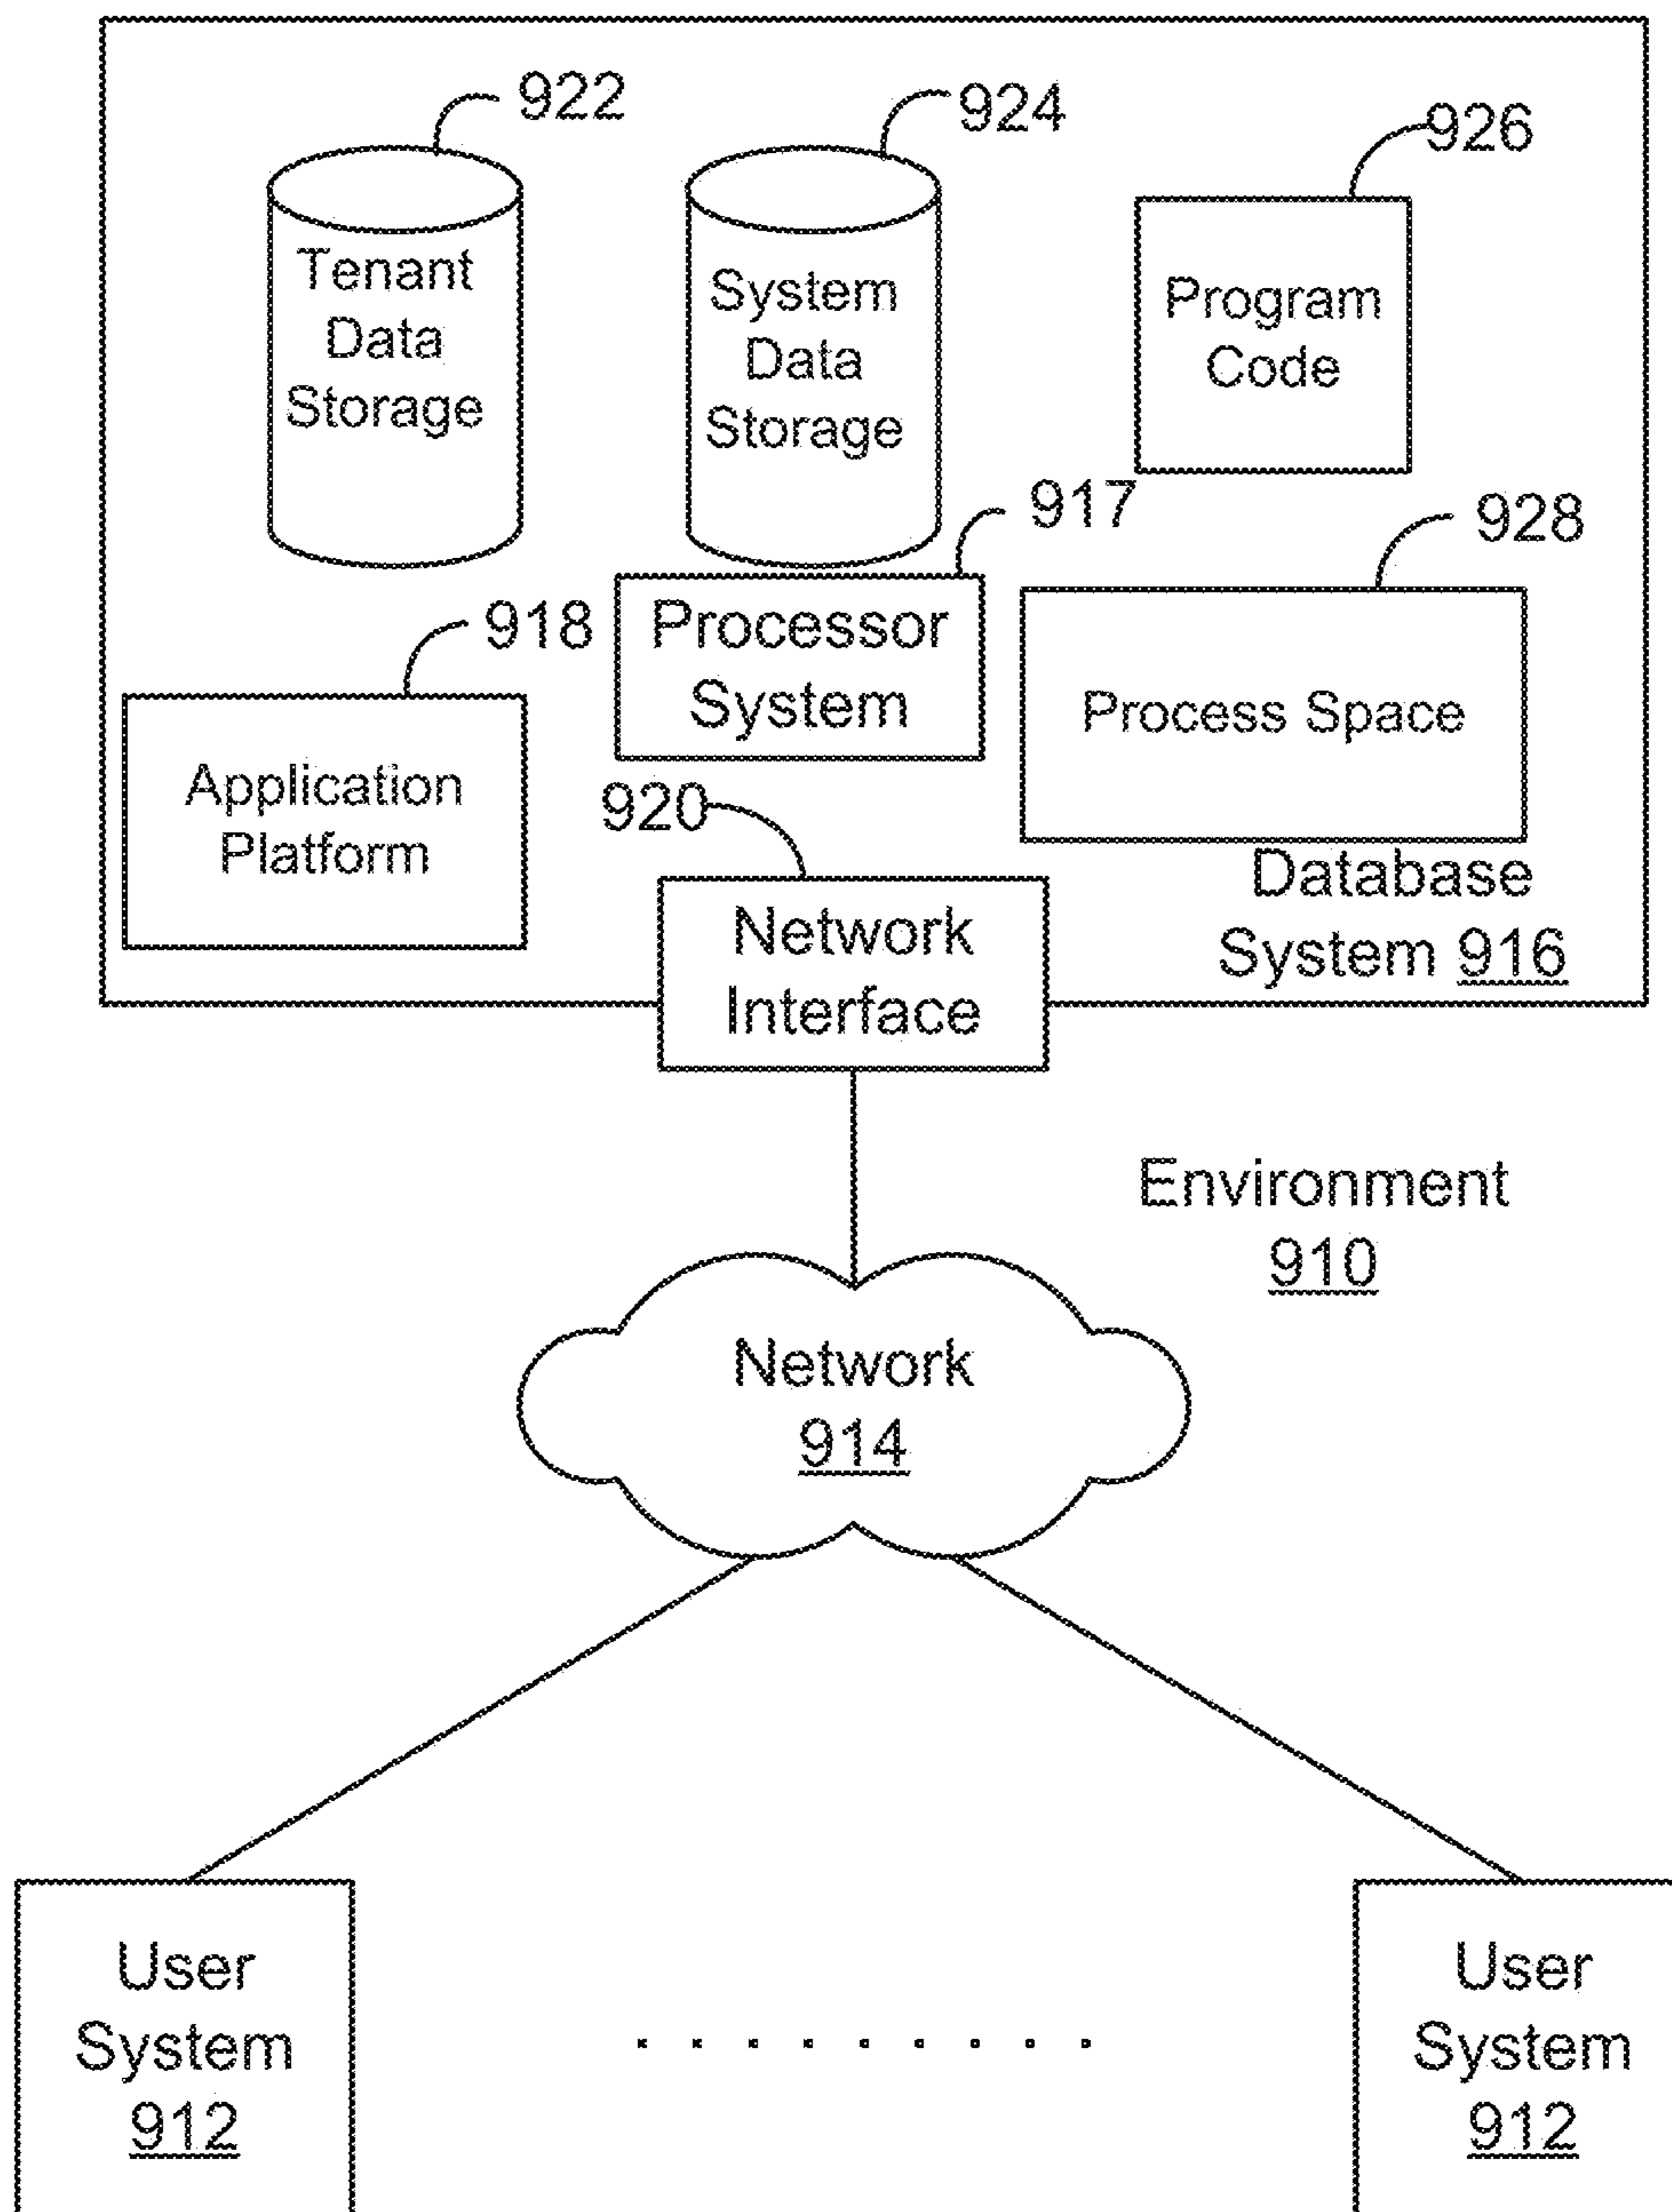 922
924
926
Tenant
Data
Storage
System
Data
Storage
Program
Code
917
928
918
Processor
System
Process Space
Application
Platform
920
Database
System 916
Network
Interface
Environment
910
Network
914
User
System
912
User
System
912